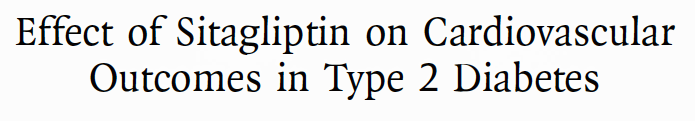 Effect of Sitagliptin on Cardiovascular
Outcomes in Type 2 Diabetes